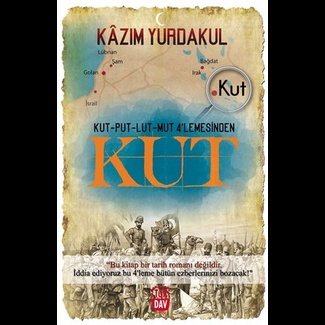 KÂZIM YURDAKUL
Lübnan
Şam
Bağdat
Golan
Irak
.Kut
İsrail
KUT-PUT-LUT-MUT 4'LEMESİNDEN
KUT
"Bu kitap bir tarih romanı değildir.
İddia ediyoruz bu 4'leme bütün ezberlerinizi bozacak!"
DAV